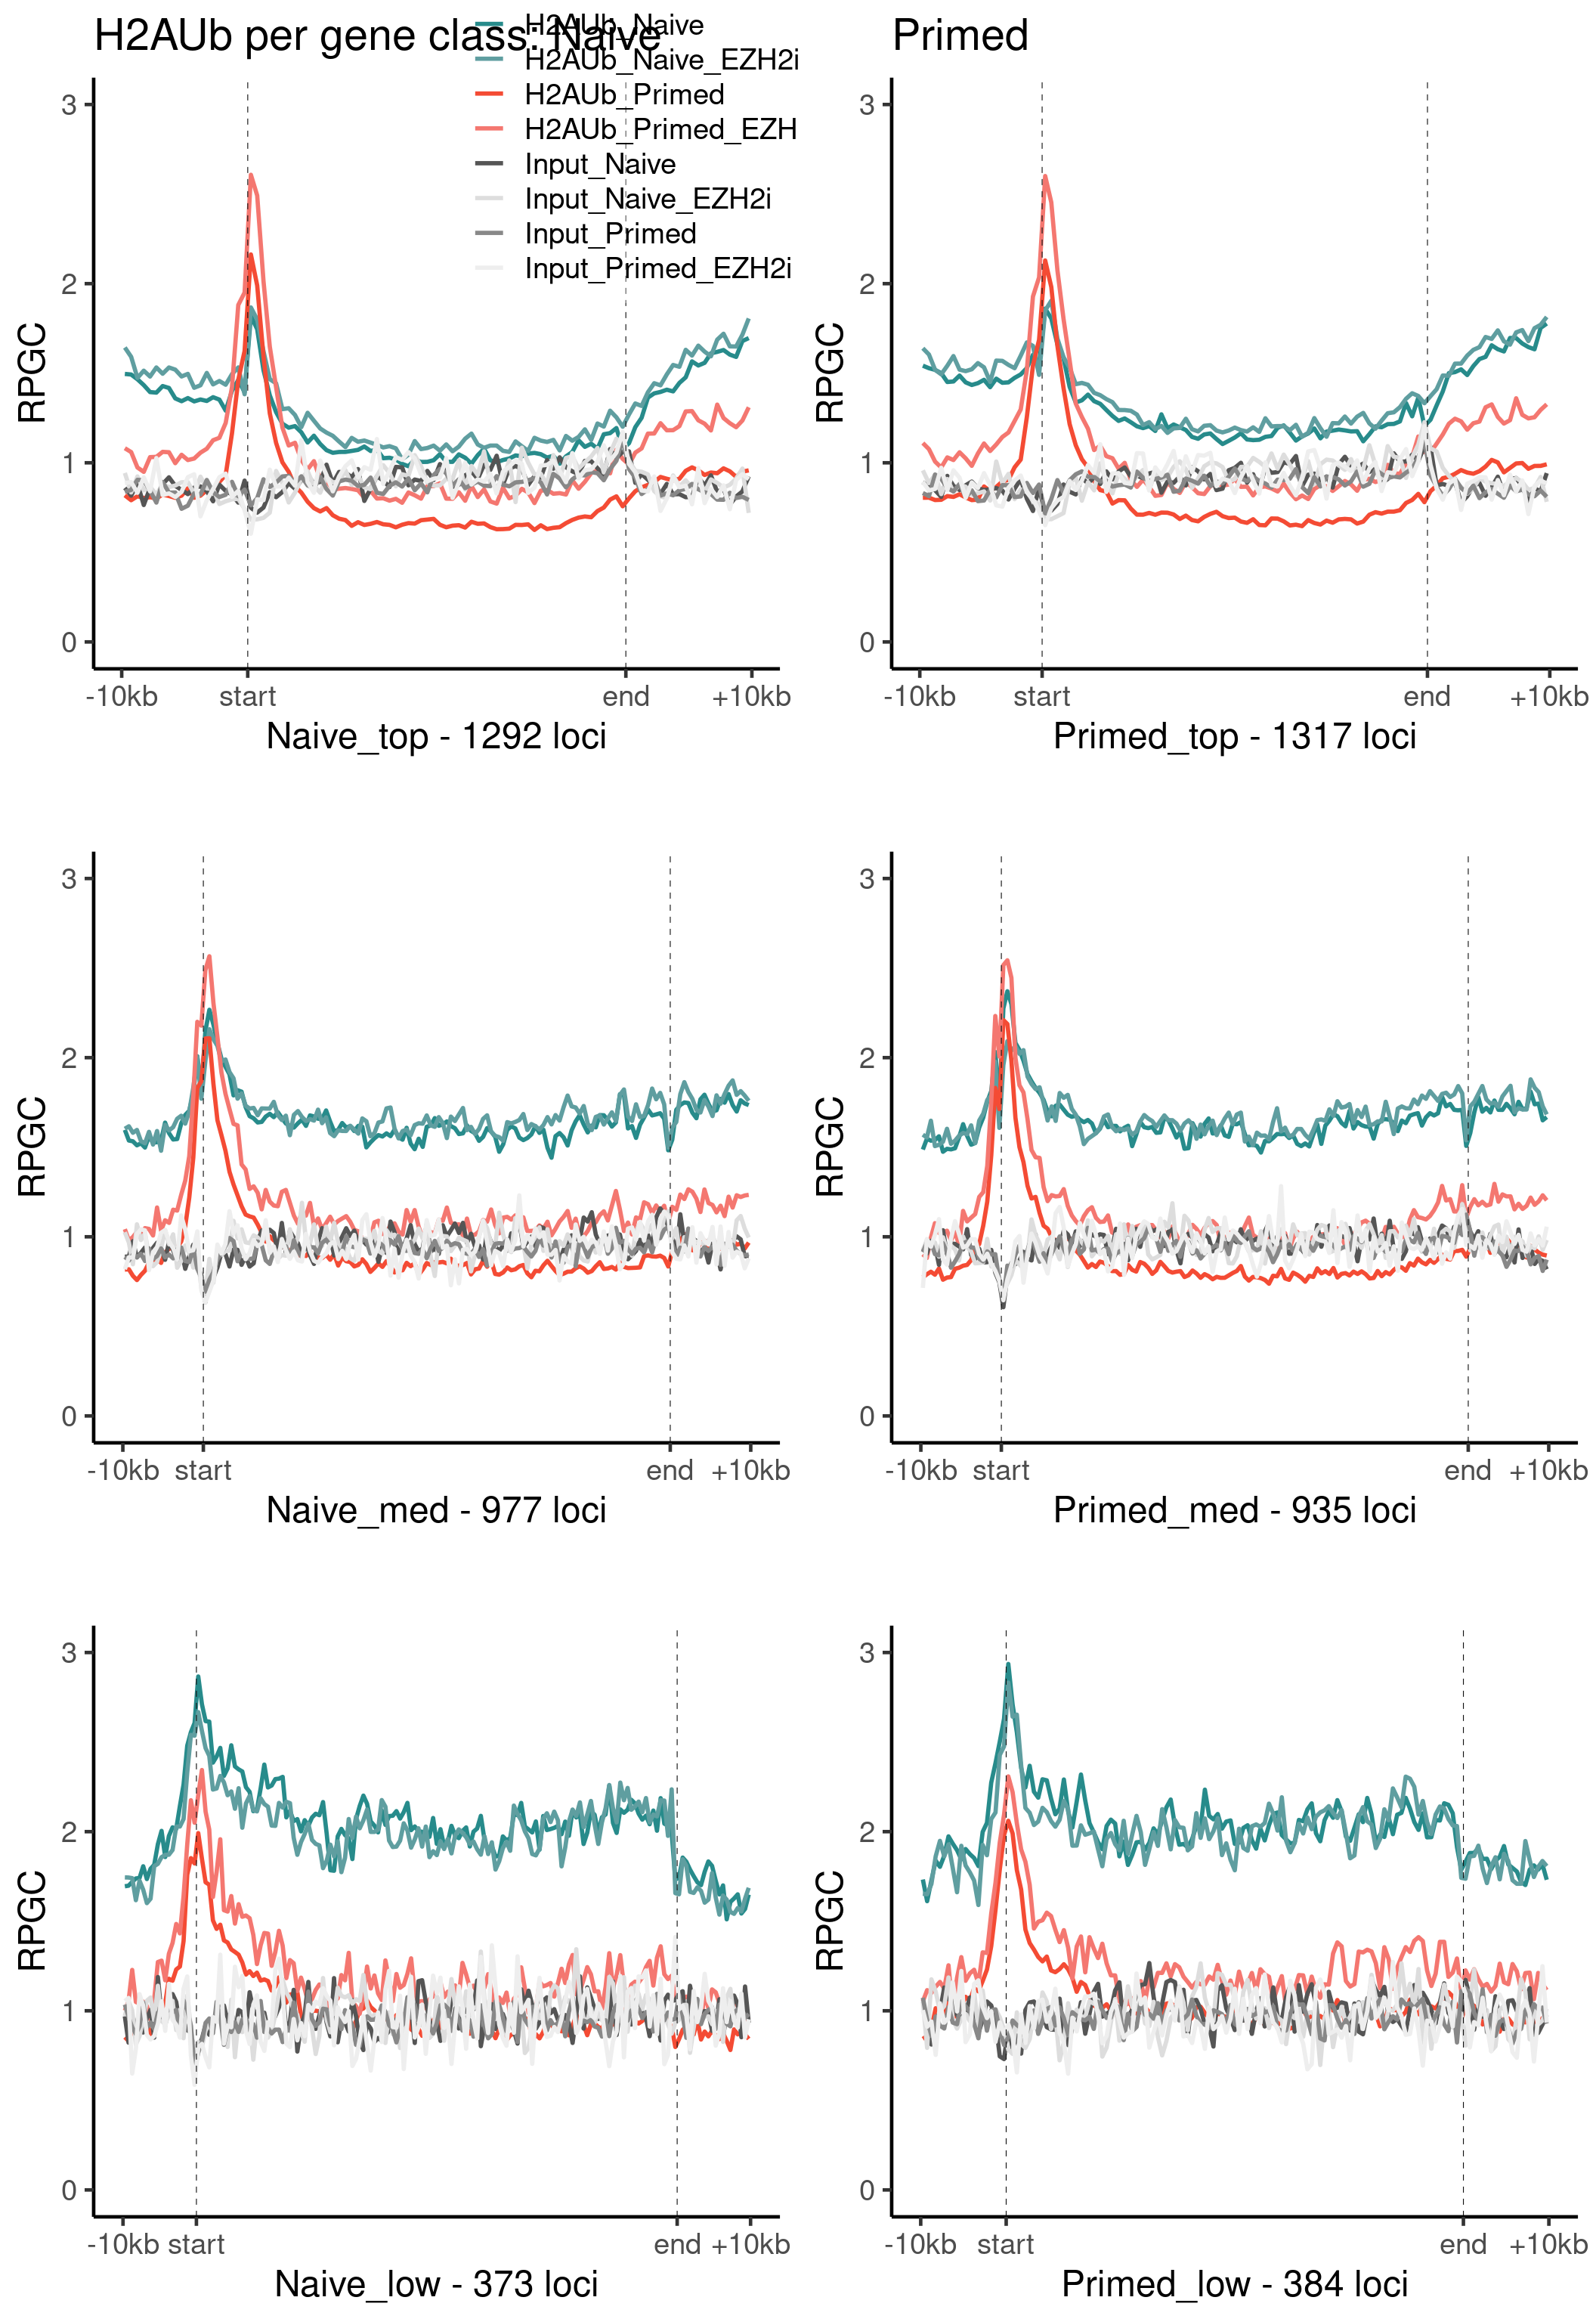 H2AUb per gene class: Naive
Primed
H2AUb_Naive
H2AUb_Naive_EZH2i
H2AUb_Primed
H2AUb_Primed_EZH
Input_Naive
Input_Naive_EZH2i
Input_Primed
Input_Primed_EZH2i
3
2
1
0
RPGC
-10kb start end +10kb
Naive_top - 1292 loci
3
2
1
0
RPGC
-10kb start end +10kb
Primed_top - 1317 loci
3
2
1
0
RPGC
-10kb start end +10kb
Naive_med - 977 loci
3
2
1
0
RPGC
-10kb start end +10kb
Primed_med - 935 loci
3
2
1
0
RPGC
-10kb start end +10kb
Naive_low - 373 loci
3
2
1
0
RPGC
-10kb start end +10kb
Primed_low - 384 loci